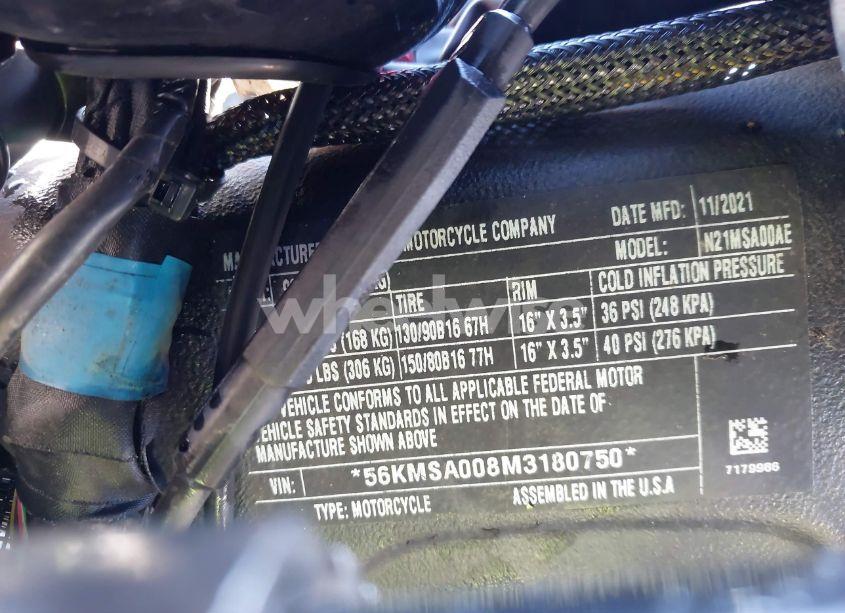 MANUFACTURE MOTORCYCLE COMPANY DATE MFD: 11/2021
MODEL: N21MSA00AE
TIRE RIM COLD INFLATION PRESSURE
(168 KG) 130/90B16 67H 16" X 3.5" 36 PSI (248 KPA)
LBS (306 KG) 150/80B16 77H 16" X 3.5" 40 PSI (276 KPA)
VEHICLE CONFORMS TO ALL APPLICABLE FEDERAL MOTOR
VEHICLE SAFETY STANDARDS IN EFFECT ON THE DATE OF
MANUFACTURE SHOWN ABOVE
VIN: *56KMSA008M3180750*
TYPE: MOTORCYCLE ASSEMBLED IN THE U.S.A
7179986